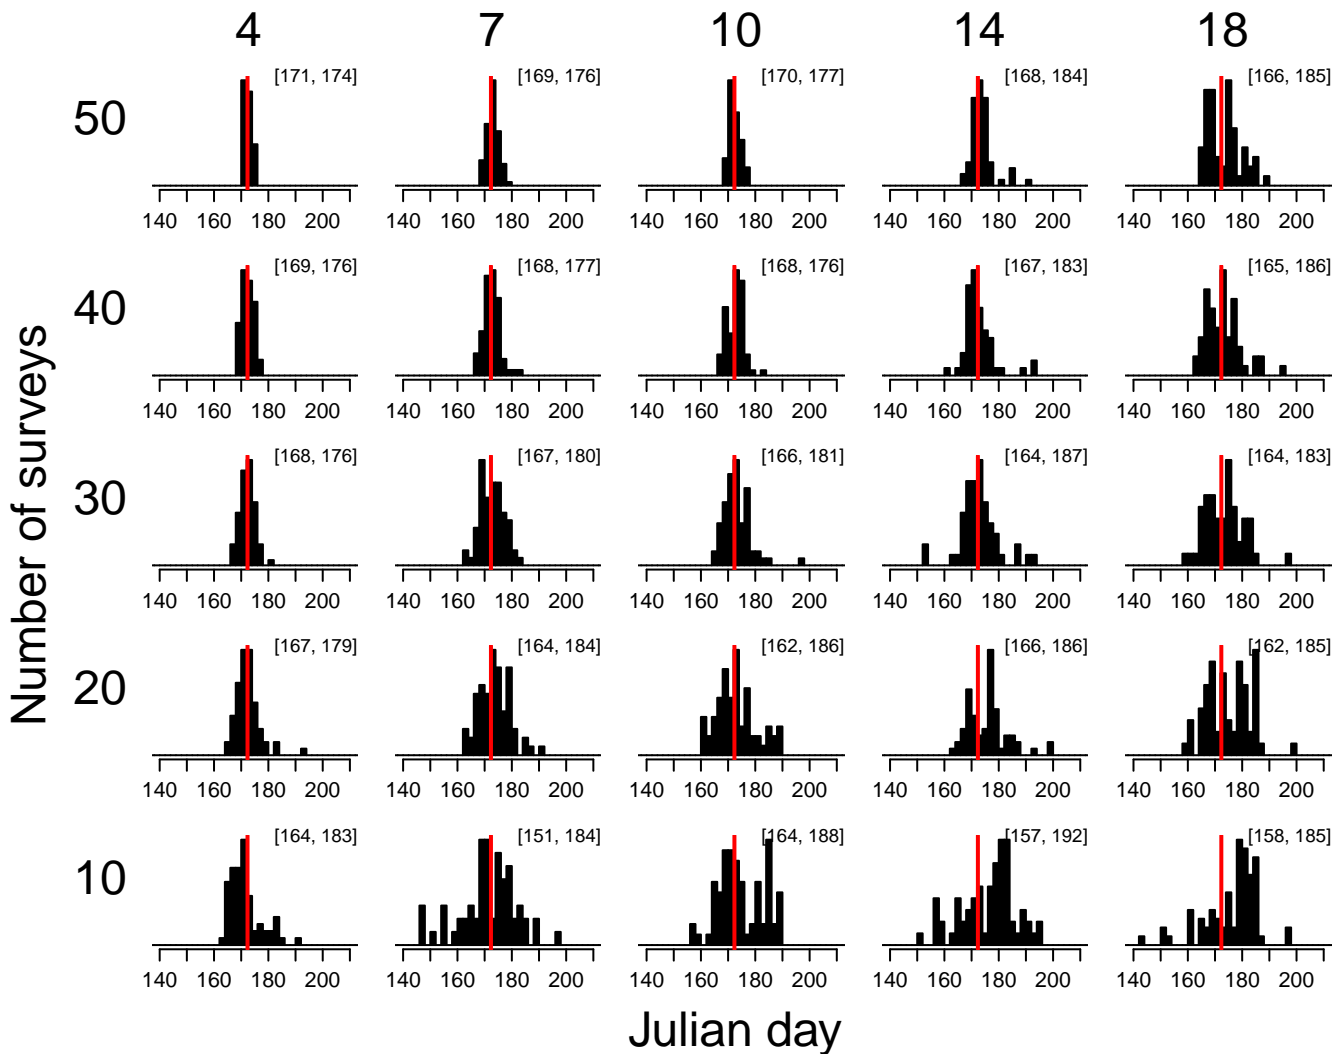 4 7 10 14 18
50 [171, 174] [169, 176] [170, 177] [168, 184] [166, 185]
140 160 180 200 140 160 180 200 140 160 180 200 140 160 180 200 140 160 180 200
40 [169, 176] [168, 177] [168, 176] [167, 183] [165, 186]
140 160 180 200 140 160 180 200 140 160 180 200 140 160 180 200 140 160 180 200
30 [168, 176] [167, 180] [166, 181] [164, 187] [164, 183]
140 160 180 200 140 160 180 200 140 160 180 200 140 160 180 200 140 160 180 200
20 [167, 179] [164, 184] [162, 186] [166, 186] [162, 185]
140 160 180 200 140 160 180 200 140 160 180 200 140 160 180 200 140 160 180 200
10 [164, 183] [151, 184] [164, 188] [157, 192] [158, 185]
140 160 180 200 140 160 180 200 140 160 180 200 140 160 180 200 140 160 180 200
Number of surveys
Julian day